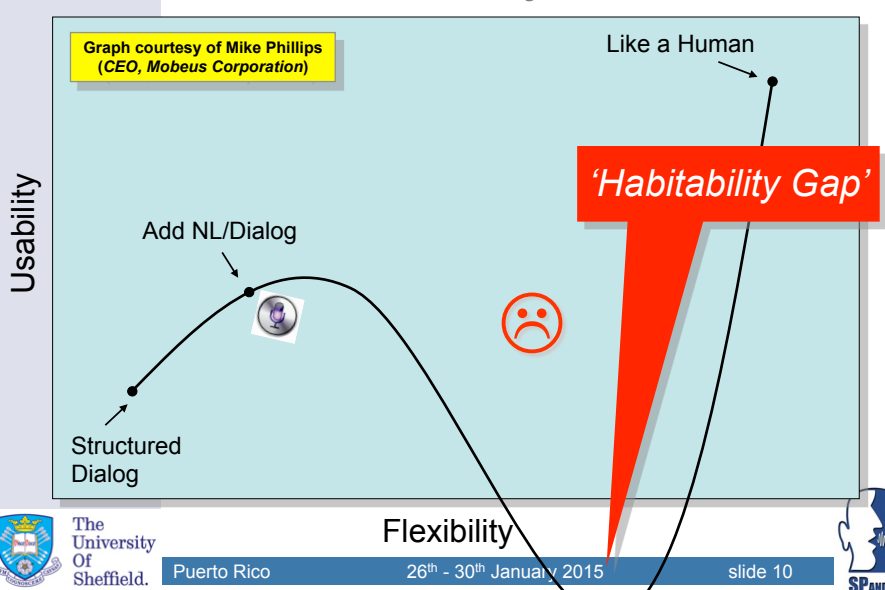 Graph courtesy of Mike Phillips
(CEO, Mobeus Corporation)
Like a Human
'Habitability Gap'
Usability
Add NL/Dialog
Structured
Dialog
Flexibility
The
University
Of
Sheffield.
Puerto Rico
26th - 30th January 2015
slide 10